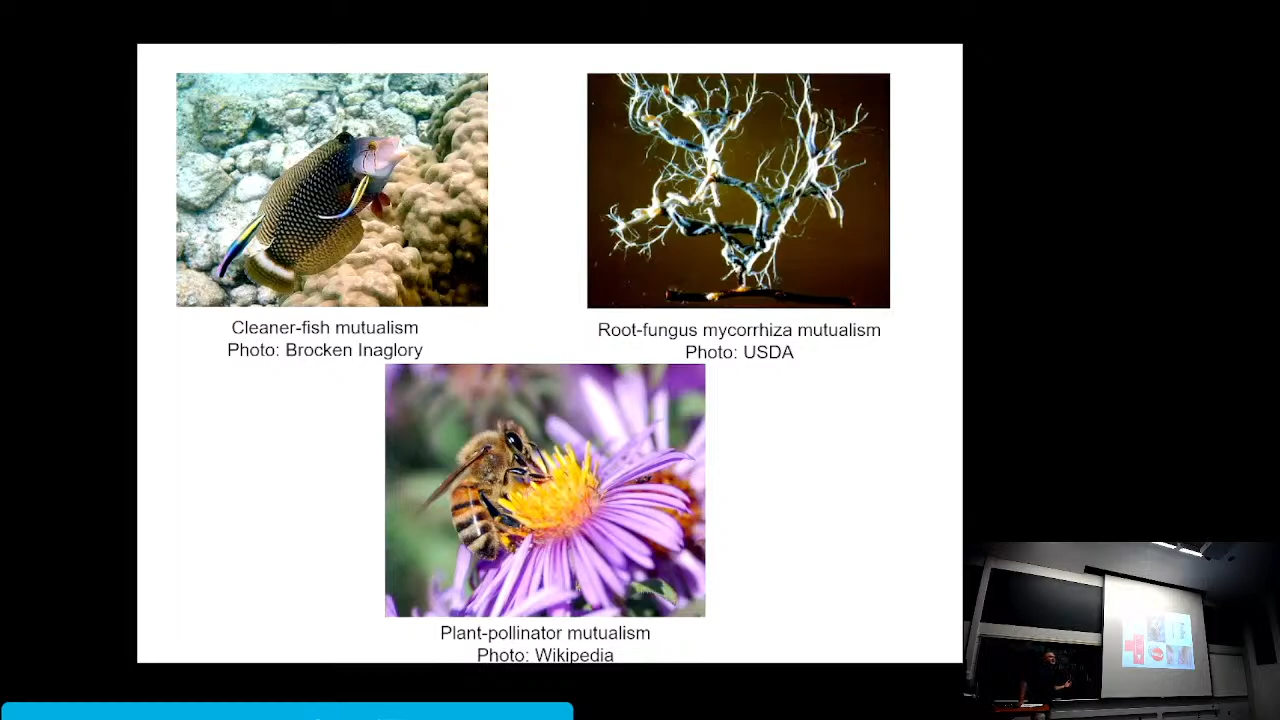 Cleaner-fish mutualism
Photo: Brocken Inaglory
Root-fungus mycorrhiza mutualism
Photo: USDA
Plant-pollinator mutualism
Photo: Wikipedia